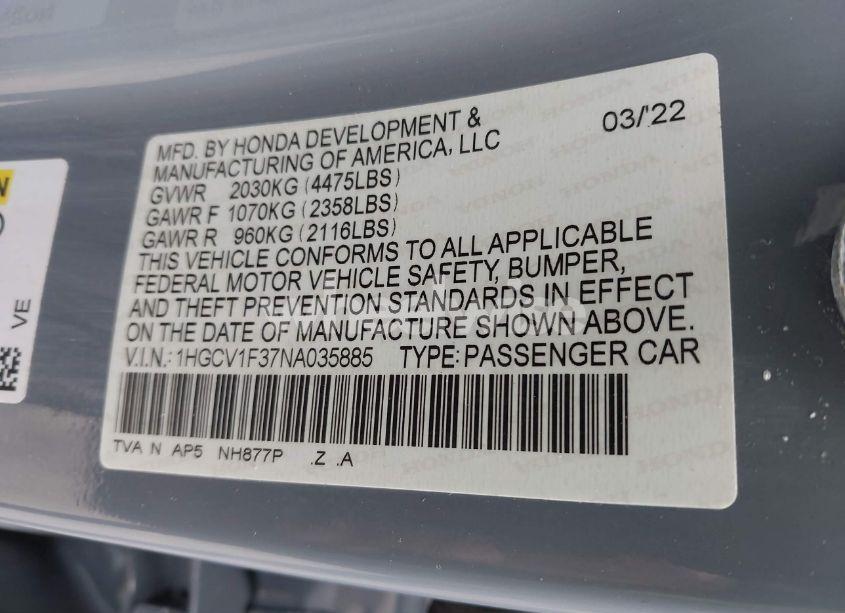 MFD. BY HONDA DEVELOPMENT &
MANUFACTURING OF AMERICA, LLC
03/'22
GVWR 2030KG (4475LBS)
GAWR F 1070KG (2358LBS)
GAWR R 960KG (2116LBS)
THIS VEHICLE CONFORMS TO ALL APPLICABLE
FEDERAL MOTOR VEHICLE SAFETY, BUMPER,
AND THEFT PREVENTION STANDARDS IN EFFECT
ON THE DATE OF MANUFACTURE SHOWN ABOVE.
V.I.N.: 1HGCV1F37NA035885 TYPE: PASSENGER CAR
TVA N AP5 NH877P .Z .A
VE